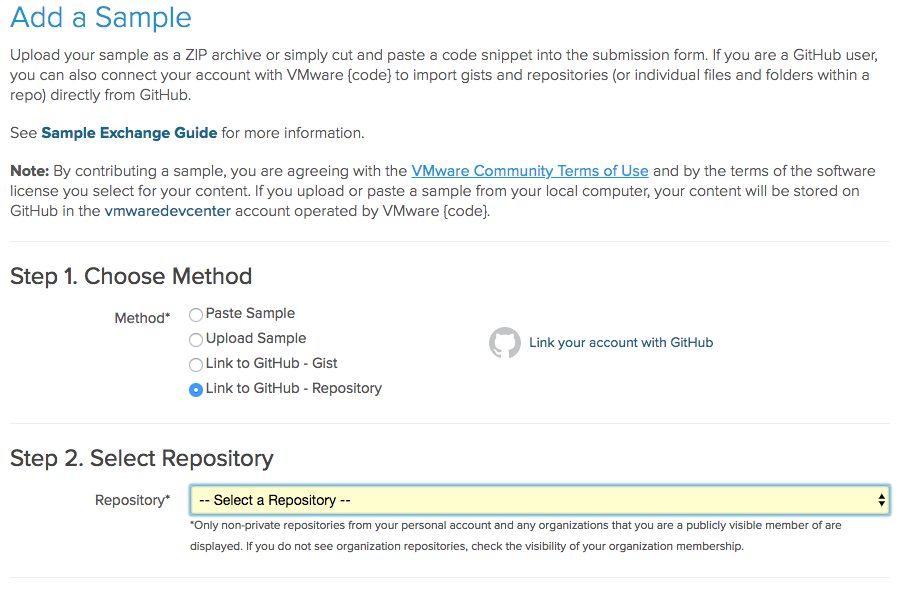 Add a Sample
Upload your sample as a ZIP archive or simply cut and paste a code snippet into the submission form. If you are a GitHub user,
you can also connect your account with VMware {code} to import gists and repositories (or individual files and folders within a
repo) directly from GitHub.
See Sample Exchange Guide for more information.
Note: By contributing a sample, you are agreeing with the VMware Community Terms of Use and by the terms of the software
license you select for your content. If you upload or paste a sample from your local computer, your content will be stored on
GitHub in the vmwaredevcenter account operated by VMware {code}.
Step 1. Choose Method
Method*
Paste Sample
Upload Sample
Link to GitHub - Gist
Link to GitHub - Repository
Link your account with GitHub
Step 2. Select Repository
Repository*
-- Select a Repository --
*Only non-private repositories from your personal account and any organizations that you are a publicly visible member of are
displayed. If you do not see organization repositories, check the visibility of your organization membership.